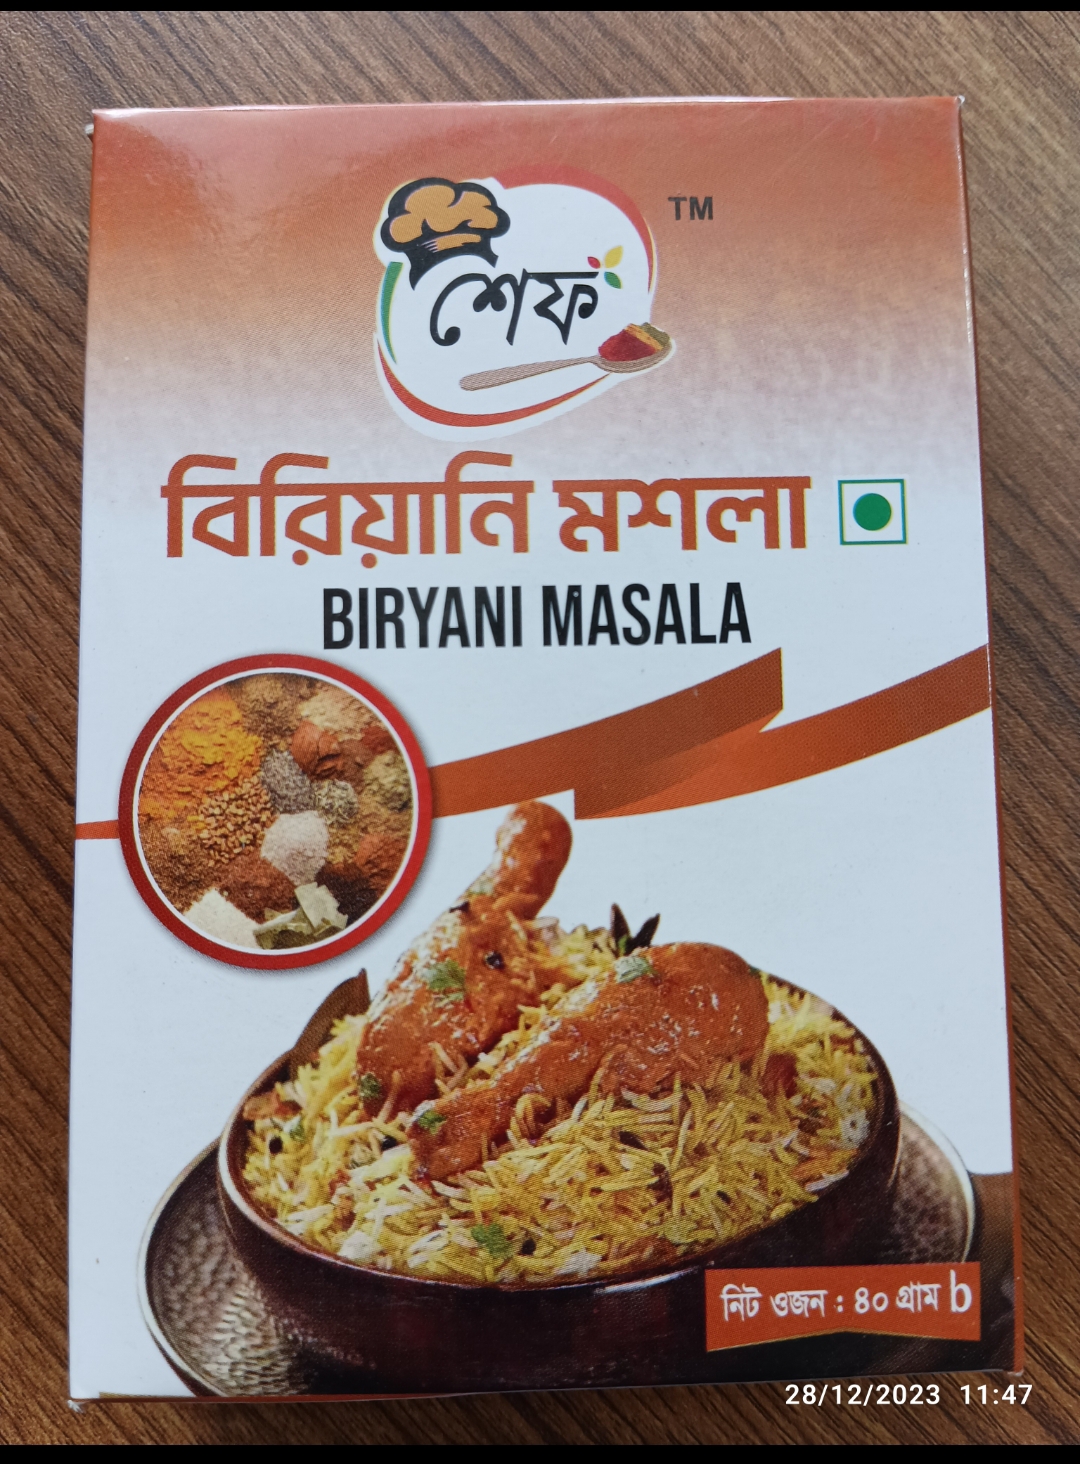 শেফ
TM
বিরিয়ানি মশলা
BIRYANI MASALA
নিট ওজন : ৪০ গ্রাম b
28/12/2023 11:47